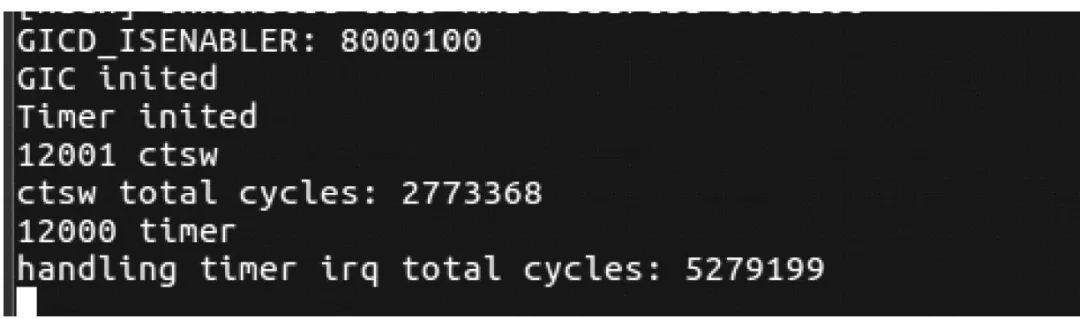 GICD_ISENABLER: 8000100
GIC inited
Timer inited
12001 ctsw
ctsw total cycles: 2773368
12000 timer
handling timer irq total cycles: 5279199